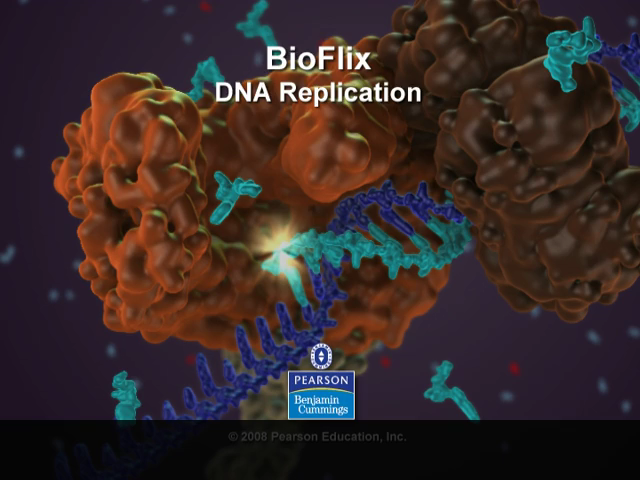 BioFlix
DNA Replication
PEARSON
Benjamin
Cummings
© 2008 Pearson Education, Inc.